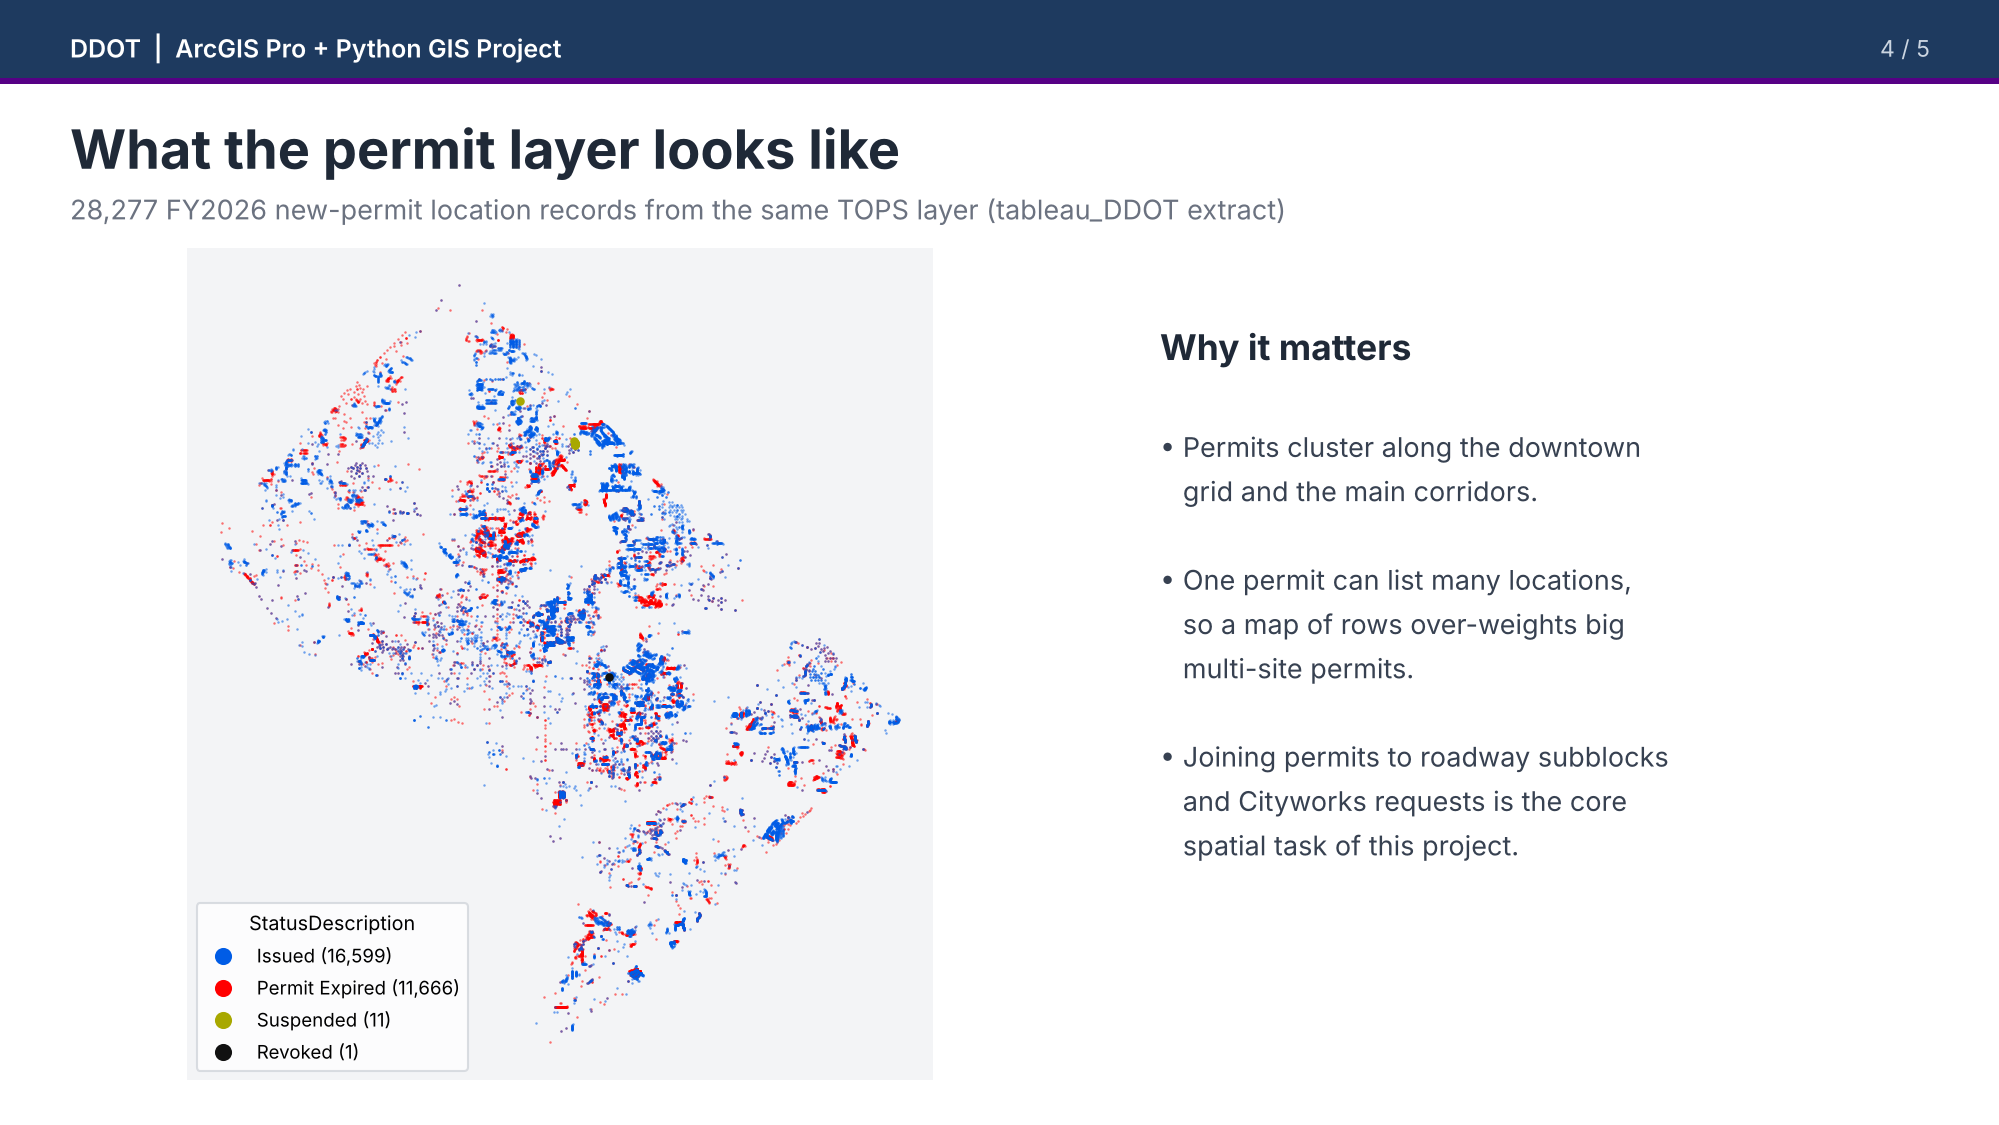 DDOT | ArcGIS Pro + Python GIS Project
4 / 5
What the permit layer looks like
28,277 FY2026 new-permit location records from the same TOPS layer (tableau_DDOT extract)
StatusDescription
Issued (16,599)
Permit Expired (11,666)
Suspended (11)
Revoked (1)
Why it matters
• Permits cluster along the downtown
grid and the main corridors.
• One permit can list many locations,
so a map of rows over-weights big
multi-site permits.
• Joining permits to roadway subblocks
and Cityworks requests is the core
spatial task of this project.